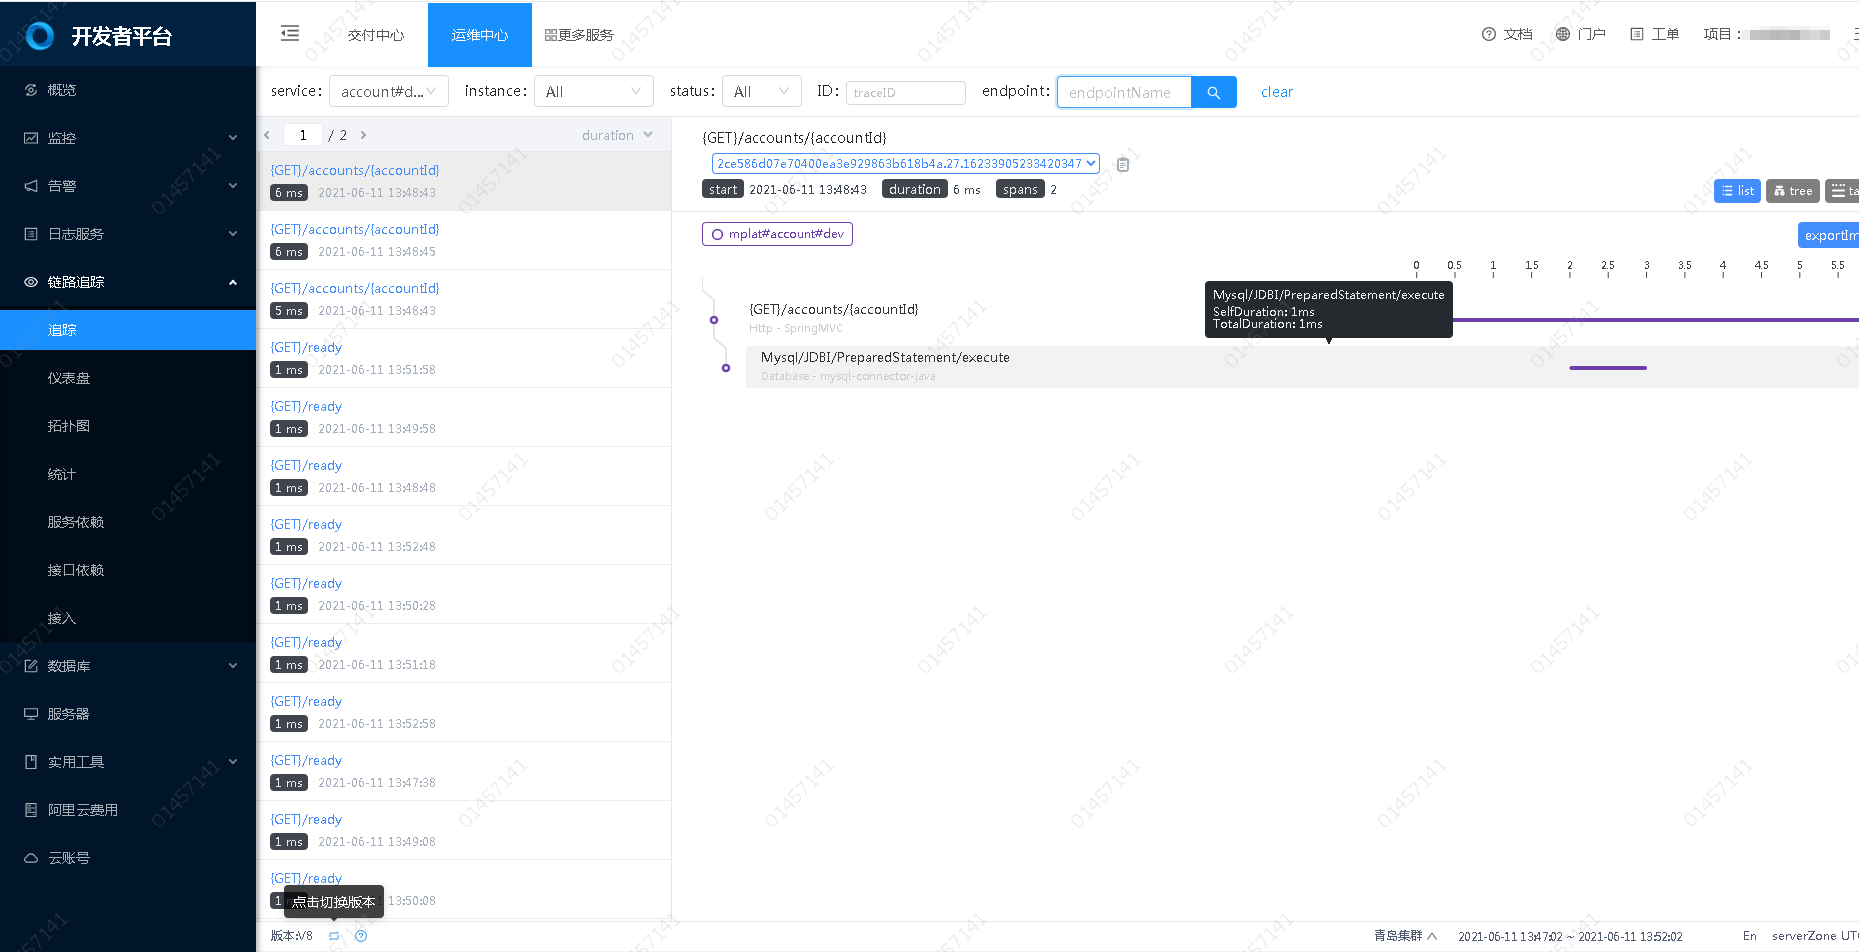 开发者平台
交付中心
运维中心
更多服务
文档
门户
工单
项目：
概览
监控
告警
日志服务
链路追踪
追踪
仪表盘
拓扑图
统计
服务依赖
接口依赖
接入
数据库
服务器
实用工具
阿里云费用
云账号
service: account#d... instance: All status: All ID: traceID endpoint: endpointName clear
1 / 2 duration
{GET}/accounts/{accountId}
6 ms 2021-06-11 13:48:43
{GET}/accounts/{accountId}
6 ms 2021-06-11 13:48:45
{GET}/accounts/{accountId}
5 ms 2021-06-11 13:48:43
{GET}/ready
1 ms 2021-06-11 13:51:58
{GET}/ready
1 ms 2021-06-11 13:49:58
{GET}/ready
1 ms 2021-06-11 13:48:48
{GET}/ready
1 ms 2021-06-11 13:52:48
{GET}/ready
1 ms 2021-06-11 13:50:28
{GET}/ready
1 ms 2021-06-11 13:51:18
{GET}/ready
1 ms 2021-06-11 13:52:58
{GET}/ready
1 ms 2021-06-11 13:47:38
{GET}/ready
1 ms 2021-06-11 13:49:08
{GET}/ready
1 13:50:08
点击切换版本
版本:V8
{GET}/accounts/{accountId}
2ce586d07e70400ea3e929863b618b4a.27.16233905233420347
start 2021-06-11 13:48:43 duration 6 ms spans 2
list tree ta
mplat#account#dev
exportIm
0 0.5 1 1.5 2 2.5 3 3.5 4 4.5 5 5.5
Mysql/JDBI/PreparedStatement/execute
SelfDuration: 1ms
TotalDuration: 1ms
{GET}/accounts/{accountId}
Http - SpringMVC
Mysql/JDBI/PreparedStatement/execute
Database - mysql-connector-java
青岛集群 2021-06-11 13:47:02 ~ 2021-06-11 13:52:02 En serverZone UTC
01457141